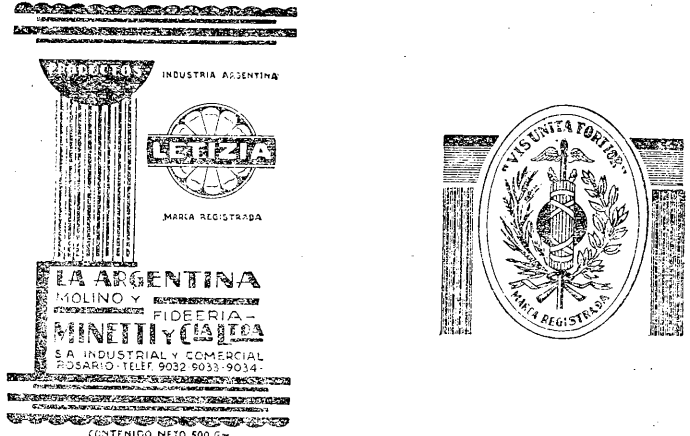 PRODUCTOS
INDUSTRIA ARGENTINA
LETIZIA
MARCA REGISTRADA
LA ARGENTINA
MOLINO Y
FIDEERIA-
MINETTI Y CIA LTDA
S A INDUSTRIAL Y COMERCIAL
ROSARIO-TELEF. 9032-9033-9034-
CONTENIDO NETO 500 Gr
"VIS UNITA FORTIOR"
MARCA REGISTRADA